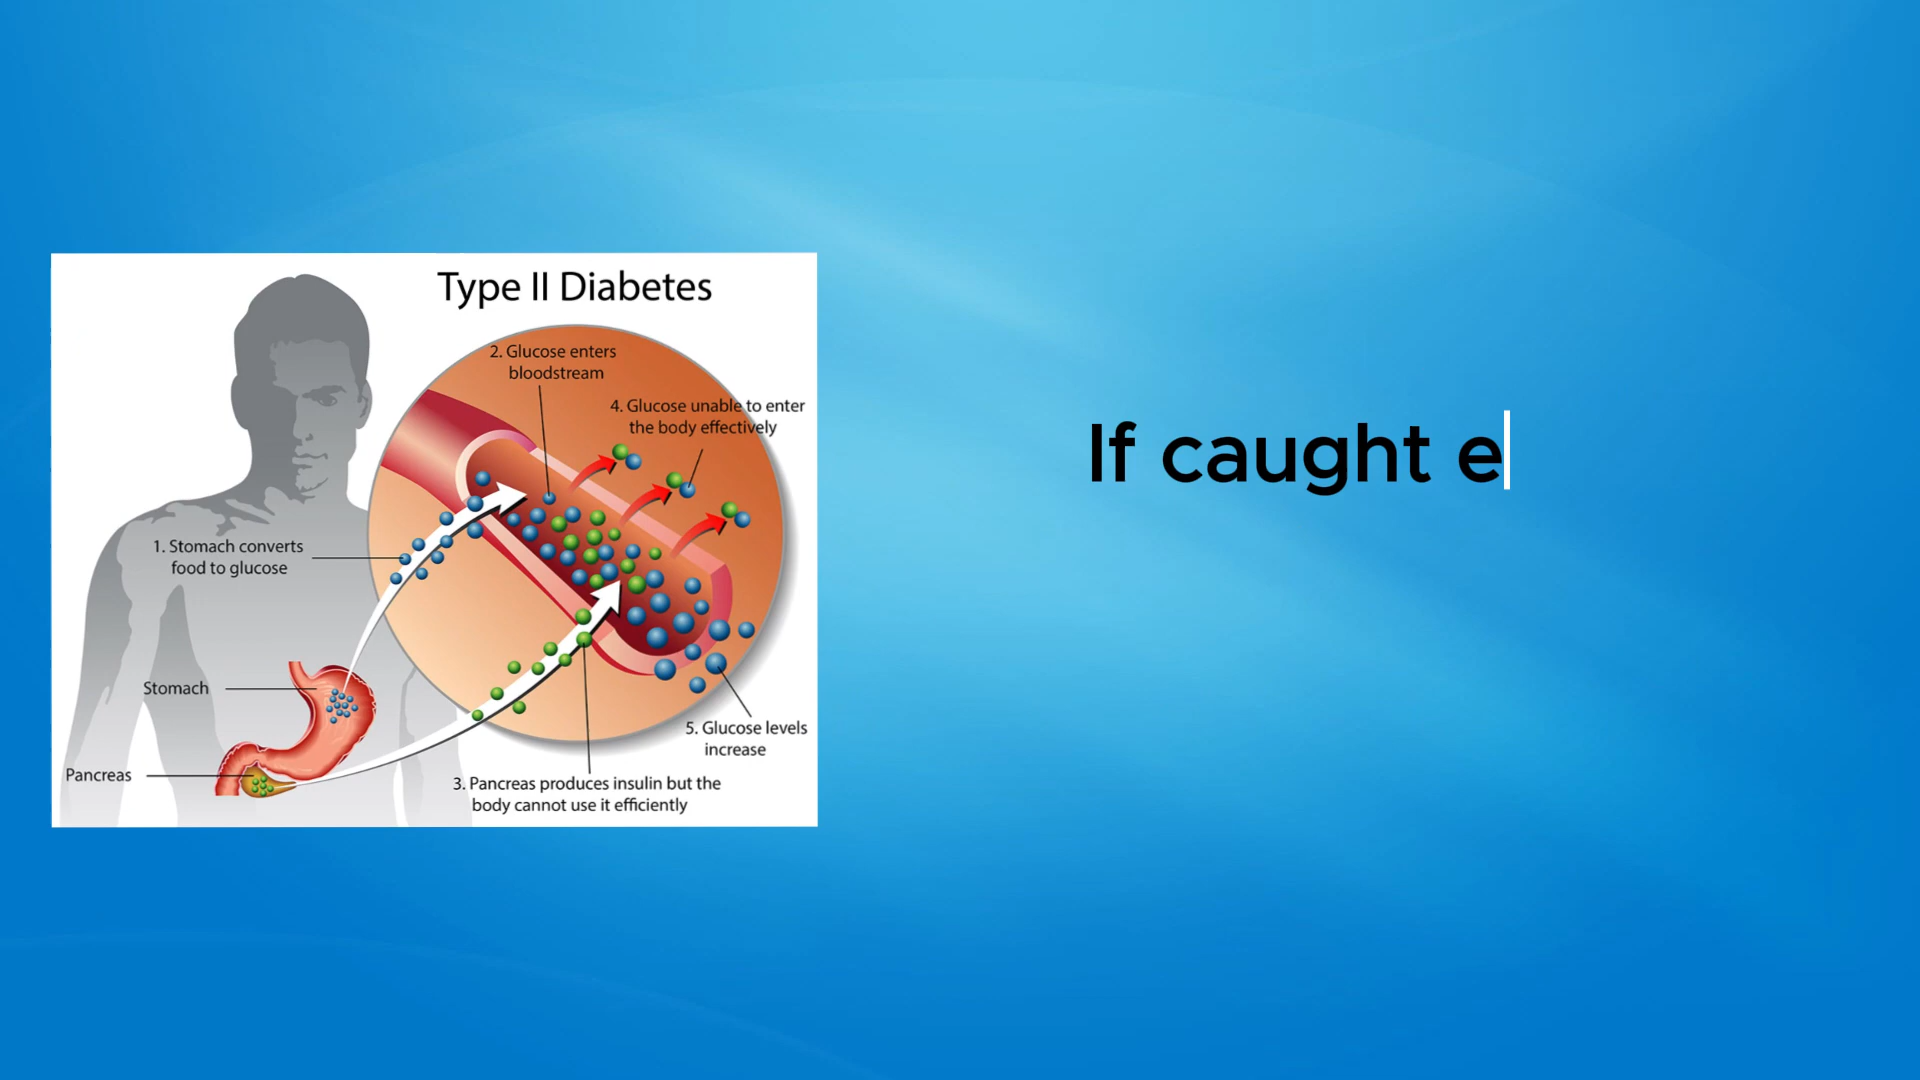 Type II Diabetes
2. Glucose enters
bloodstream
4. Glucose unable to enter
the body effectively
1. Stomach converts
food to glucose
Stomach
Pancreas
5. Glucose levels
increase
3. Pancreas produces insulin but the
body cannot use it efficiently
If caught e